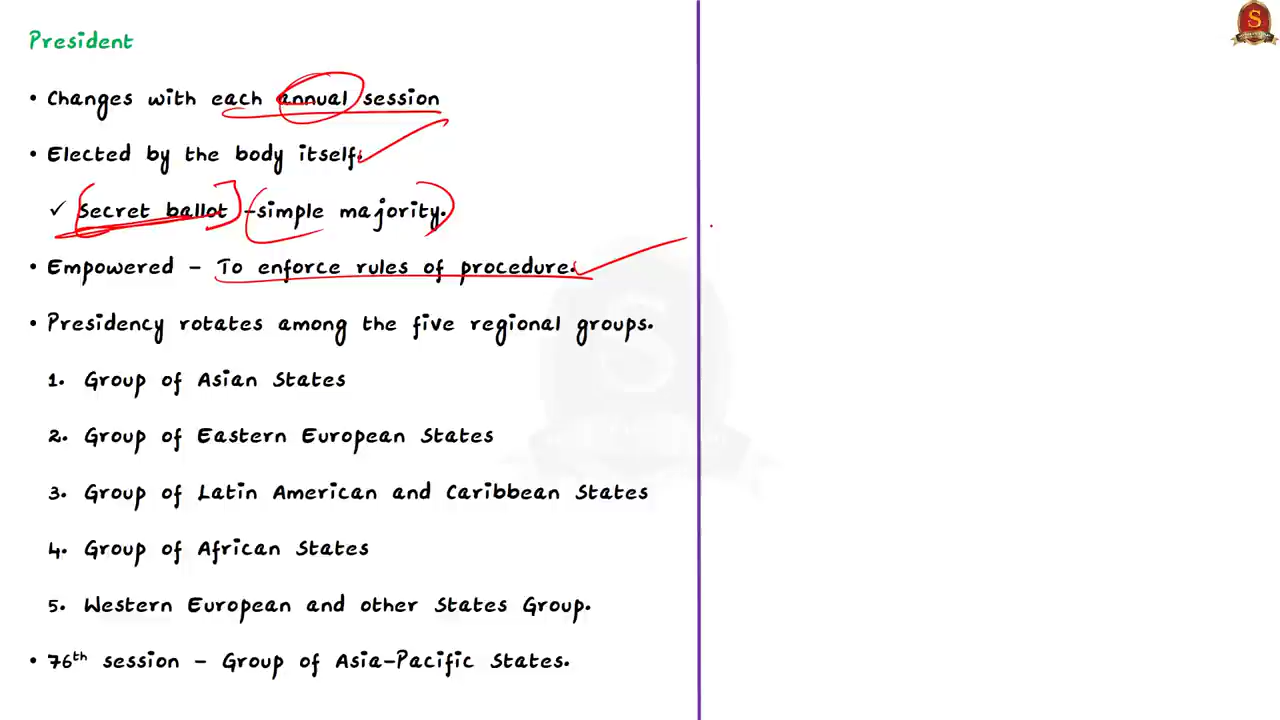 President
• Changes with each annual session
• Elected by the body itself.
✓ Secret ballot - simple majority.
• Empowered – To enforce rules of procedure.
• Presidency rotates among the five regional groups.
1. Group of Asian States
2. Group of Eastern European States
3. Group of Latin American and Caribbean States
4. Group of African States
5. Western European and other States Group.
• 76th session – Group of Asia-Pacific States.